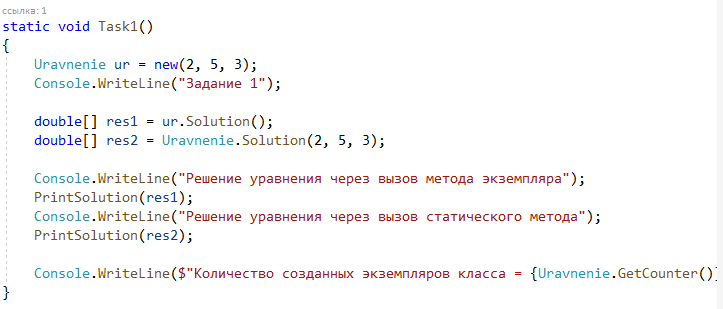 ссылка: 1
static void Task1()
{
Uravnenie ur = new(2, 5, 3);
Console.WriteLine("Задание 1");
double[] res1 = ur.Solution();
double[] res2 = Uravnenie.Solution(2, 5, 3);
Console.WriteLine("Решение уравнения через вызов метода экземпляра");
PrintSolution(res1);
Console.WriteLine("Решение уравнения через вызов статического метода");
PrintSolution(res2);
Console.WriteLine($"Количество созданных экземпляров класса = {Uravnenie.GetCounter()}
}